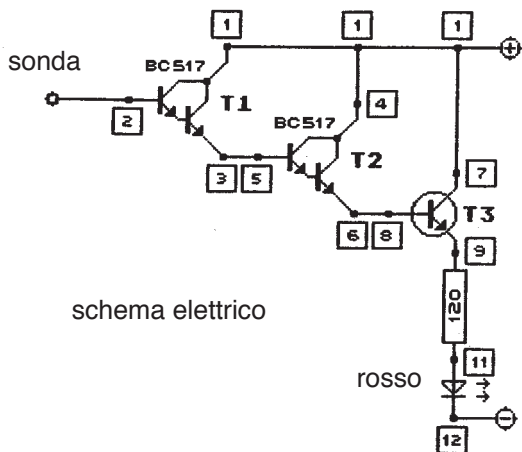 1 1 1
sonda
BC517
T1
2
4
BC517
T2
3 5
7
T3
6 8
9
schema elettrico
120
11
rosso
12